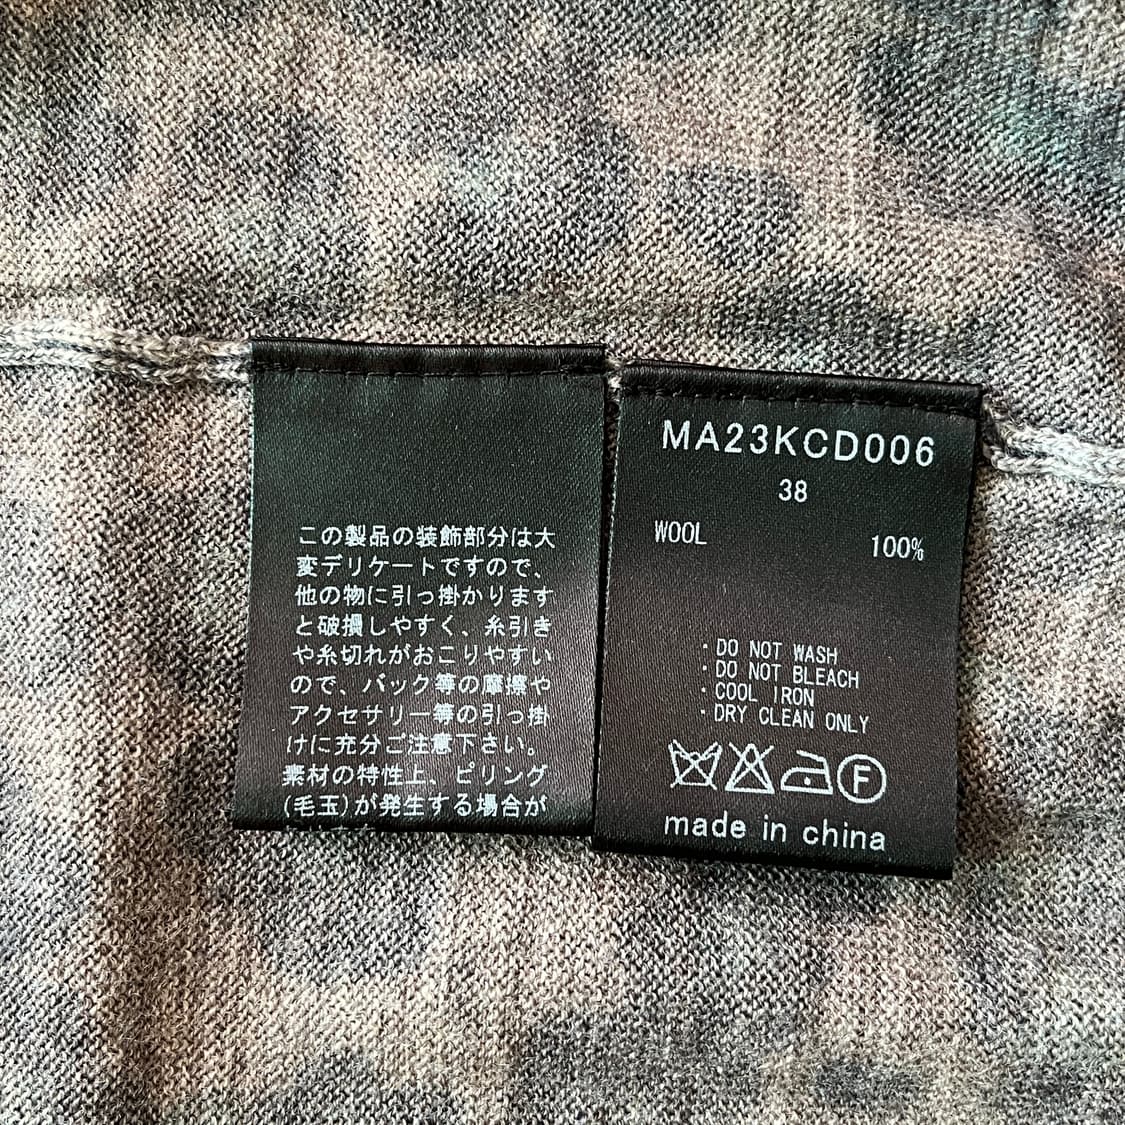 この製品の装飾部分は大
変デリケートですので、
他の物に引っ掛かります
と破損しやすく、糸引き
や糸切れがおこりやすい
ので、バック等の摩擦や
アクセサリー等の引っ掛
けに充分ご注意下さい。
素材の特性上、ピリング
(毛玉)が発生する場合が
MA23KCD006
38
WOOL 100%
・DO NOT WASH
・DO NOT BLEACH
・COOL IRON
・DRY CLEAN ONLY
F
made in china